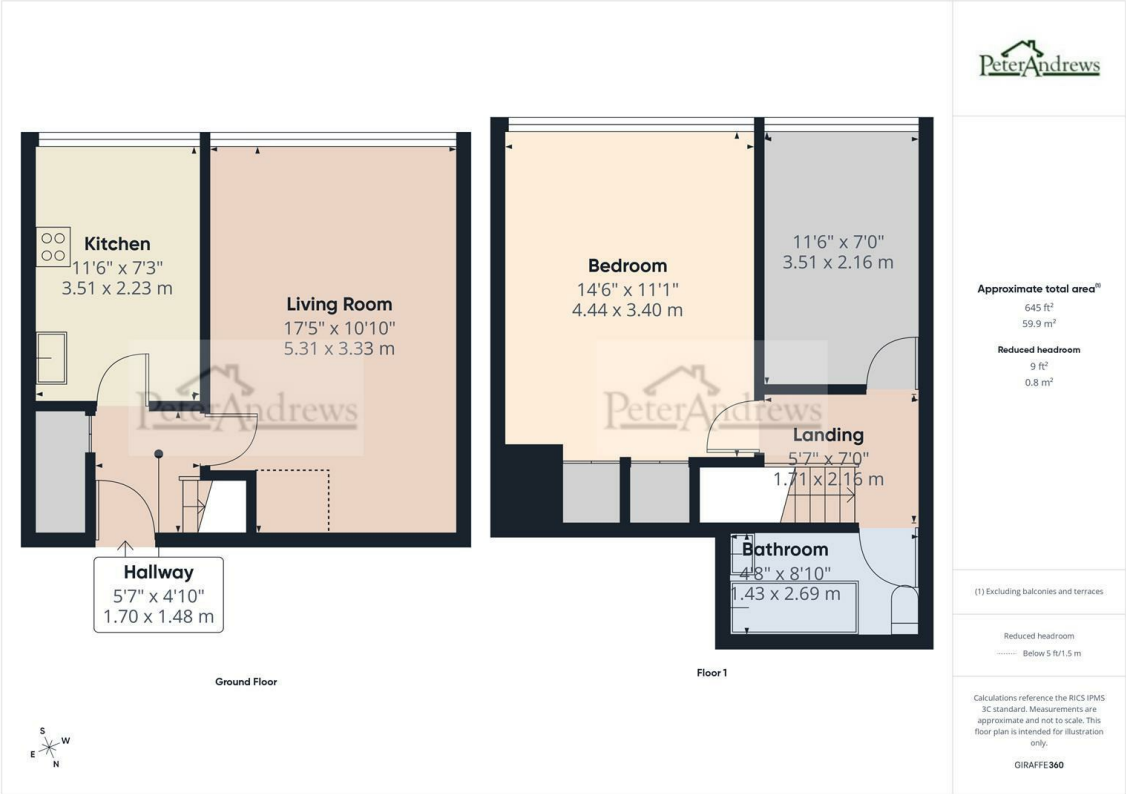 PeterAndrews
Kitchen
11'6" x 7'3"
3.51 x 2.23 m
Living Room
17'5" x 10'10"
5.31 x 3.33 m
PeterAndrews
Hallway
5'7" x 4'10"
1.70 x 1.48 m
Ground Floor
Bedroom
14'6" x 11'1"
4.44 x 3.40 m
11'6" x 7'0"
3.51 x 2.16 m
PeterAndrews
Landing
5'7" x 7'0"
1.71 x 2.16 m
Bathroom
4'8" x 8'10"
1.43 x 2.69 m
Floor 1
S
W
E
N
Approximate total area(1)
645 ft²
59.9 m²
Reduced headroom
9 ft²
0.8 m²
(1) Excluding balconies and terraces
Reduced headroom
Below 5 ft/1.5 m
Calculations reference the RICS IPMS
3C standard. Measurements are
approximate and not to scale. This
floor plan is intended for illustration
only.
GIRAFFE360